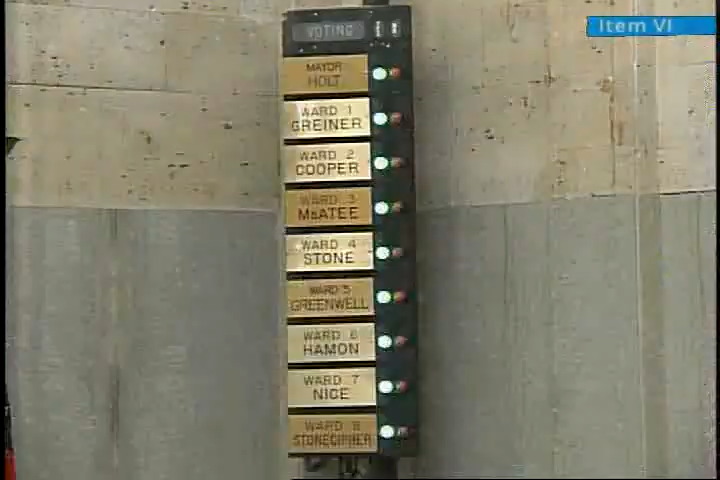 Item VI
VOTING
MAYOR
HOLT
WARD 1
GREINER
WARD 2
COOPER
WARD 3
McATEE
WARD 4
STONE
WARD 5
GREENWELL
WARD 6
HAMON
WARD 7
NICE
WARD 8
STONECIPHER